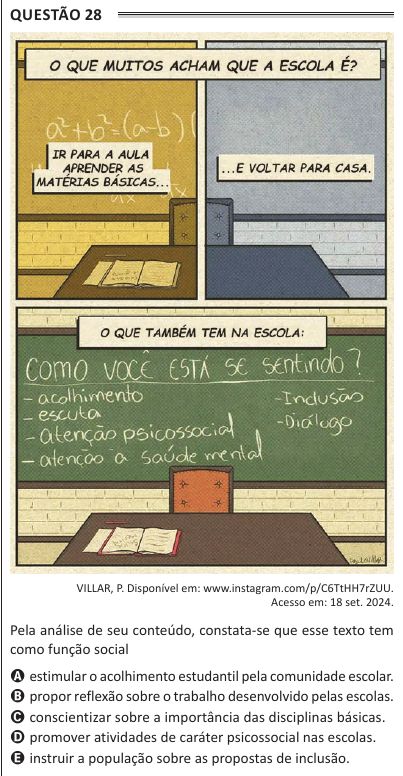 QUESTÃO 28
O QUE MUITOS ACHAM QUE A ESCOLA É?
a²+b²=(a-b)(
IR PARA A AULA
APRENDER AS
MATÉRIAS BÁSICAS...
...E VOLTAR PARA CASA.
O QUE TAMBÉM TEM NA ESCOLA:
COMO VOCÊ ESTÁ SE SENTINDO?
- acolhimento
- escuta
- atenção psicossocial
- atenção à saúde mental
- Inclusão
- Diálogo
VILLAR, P. Disponível em: www.instagram.com/p/C6TtHH7rZUU.
Acesso em: 18 set. 2024.
Pela análise de seu conteúdo, constata-se que esse texto tem
como função social
A estimular o acolhimento estudantil pela comunidade escolar.
B propor reflexão sobre o trabalho desenvolvido pelas escolas.
C conscientizar sobre a importância das disciplinas básicas.
D promover atividades de caráter psicossocial nas escolas.
E instruir a população sobre as propostas de inclusão.